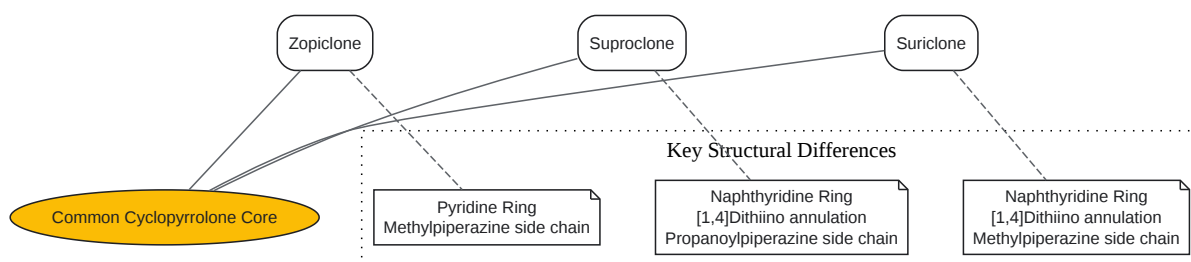 Zopiclone
Suproclone
Suriclone
Key Structural Differences
Common Cyclopyrrolone Core
Pyridine Ring
Methylpiperazine side chain
Naphthyridine Ring
[1,4]Dithiino annulation
Propanoylpiperazine side chain
Naphthyridine Ring
[1,4]Dithiino annulation
Methylpiperazine side chain